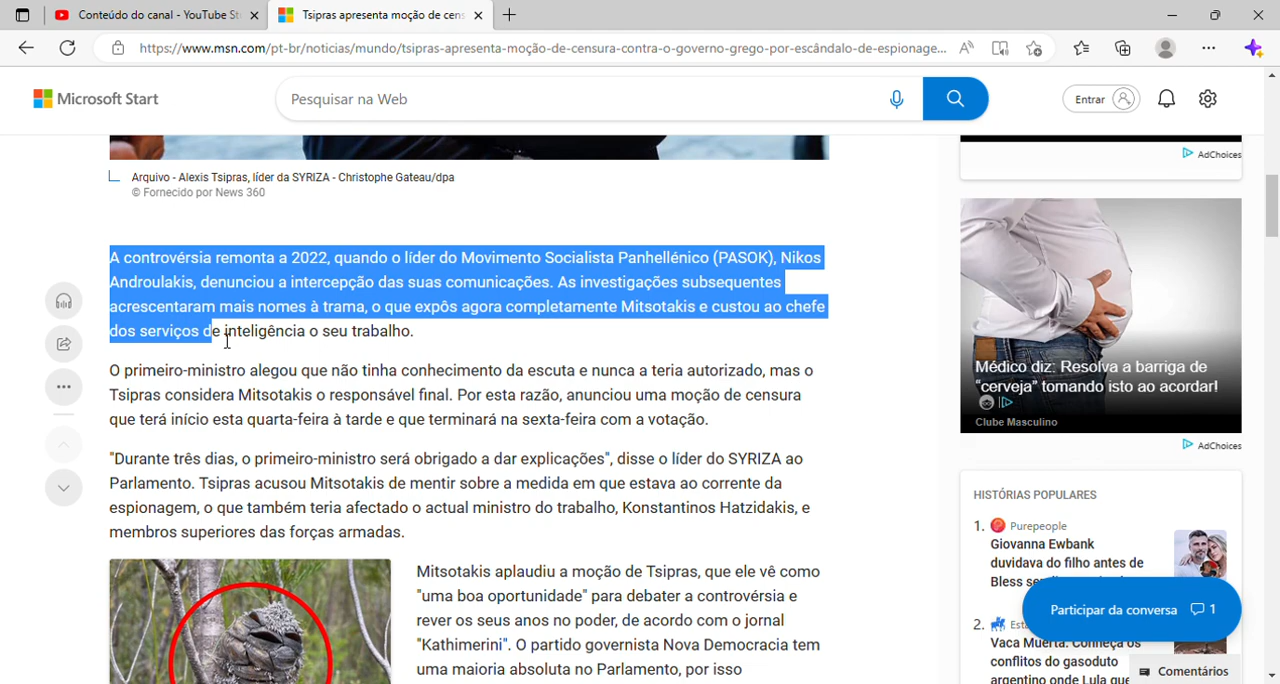 Conteúdo do canal - YouTube St
Tsipras apresenta moção de cens
https://www.msn.com/pt-br/noticias/mundo/tsipras-apresenta-moção-de-censura-contra-o-governo-grego-por-escândalo-de-espionage...
Microsoft Start
Pesquisar na Web
Entrar
Arquivo - Alexis Tsipras, líder da SYRIZA - Christophe Gateau/dpa
© Fornecido por News 360
A controvérsia remonta a 2022, quando o líder do Movimento Socialista Panhellénico (PASOK), Nikos
Androulakis, denunciou a intercepção das suas comunicações. As investigações subsequentes
acrescentaram mais nomes à trama, o que expôs agora completamente Mitsotakis e custou ao chefe
dos serviços de inteligência o seu trabalho.
O primeiro-ministro alegou que não tinha conhecimento da escuta e nunca a teria autorizado, mas o
Tsipras considera Mitsotakis o responsável final. Por esta razão, anunciou uma moção de censura
que terá início esta quarta-feira à tarde e que terminará na sexta-feira com a votação.
"Durante três dias, o primeiro-ministro será obrigado a dar explicações", disse o líder do SYRIZA ao
Parlamento. Tsipras acusou Mitsotakis de mentir sobre a medida em que estava ao corrente da
espionagem, o que também teria afectado o actual ministro do trabalho, Konstantinos Hatzidakis, e
membros superiores das forças armadas.
Mitsotakis aplaudiu a moção de Tsipras, que ele vê como
"uma boa oportunidade" para debater a controvérsia e
rever os seus anos no poder, de acordo com o jornal
"Kathimerini". O partido governista Nova Democracia tem
uma maioria absoluta no Parlamento, por isso
AdChoices
Médico diz: Resolva a barriga de
"cerveja" tomando isto ao acordar!
Clube Masculino
AdChoices
HISTÓRIAS POPULARES
1. Purepeople
Giovanna Ewbank
duvidava do filho antes de
Bless
Participar da conversa 1
2.
Vaca Muerta: Conheça os
conflitos do gasoduto
argentino onde Lula que
Comentários